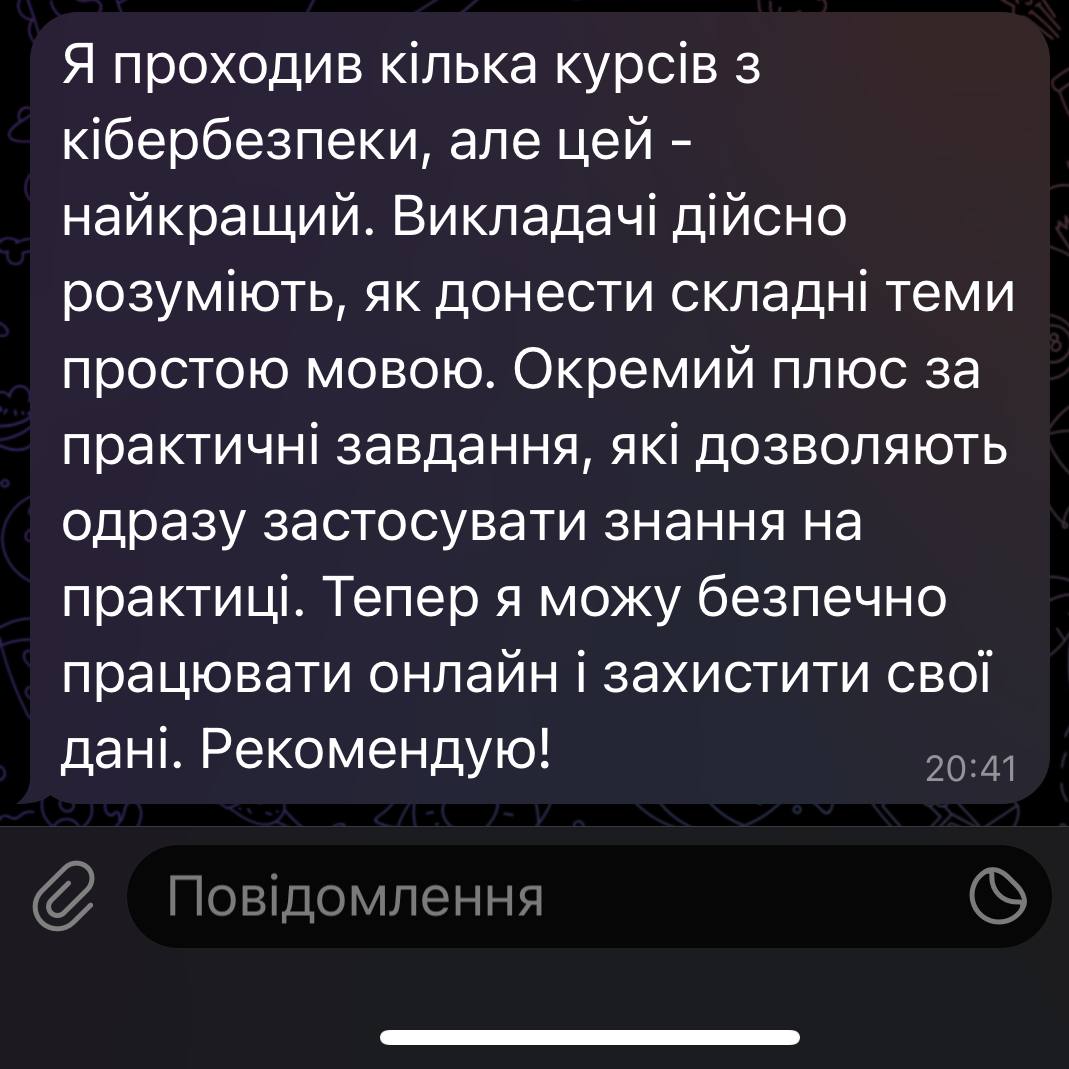 Я проходив кілька курсів з
кібербезпеки, але цей -
найкращий. Викладачі дійсно
розуміють, як донести складні теми
простою мовою. Окремий плюс за
практичні завдання, які дозволяють
одразу застосувати знання на
практиці. Тепер я можу безпечно
працювати онлайн і захистити свої
дані. Рекомендую!
20:41
Повідомлення